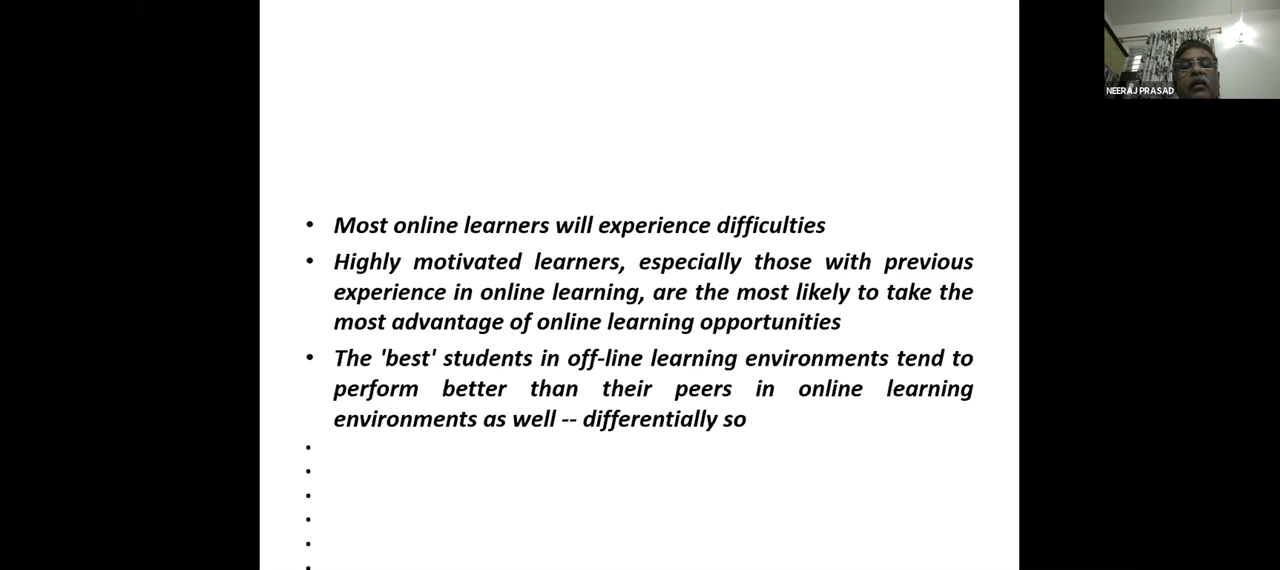 • Most online learners will experience difficulties
• Highly motivated learners, especially those with previous
experience in online learning, are the most likely to take the
most advantage of online learning opportunities
• The 'best' students in off-line learning environments tend to
perform better than their peers in online learning
environments as well -- differentially so
•
•
•
•
•
•
NEERAJ PRASAD